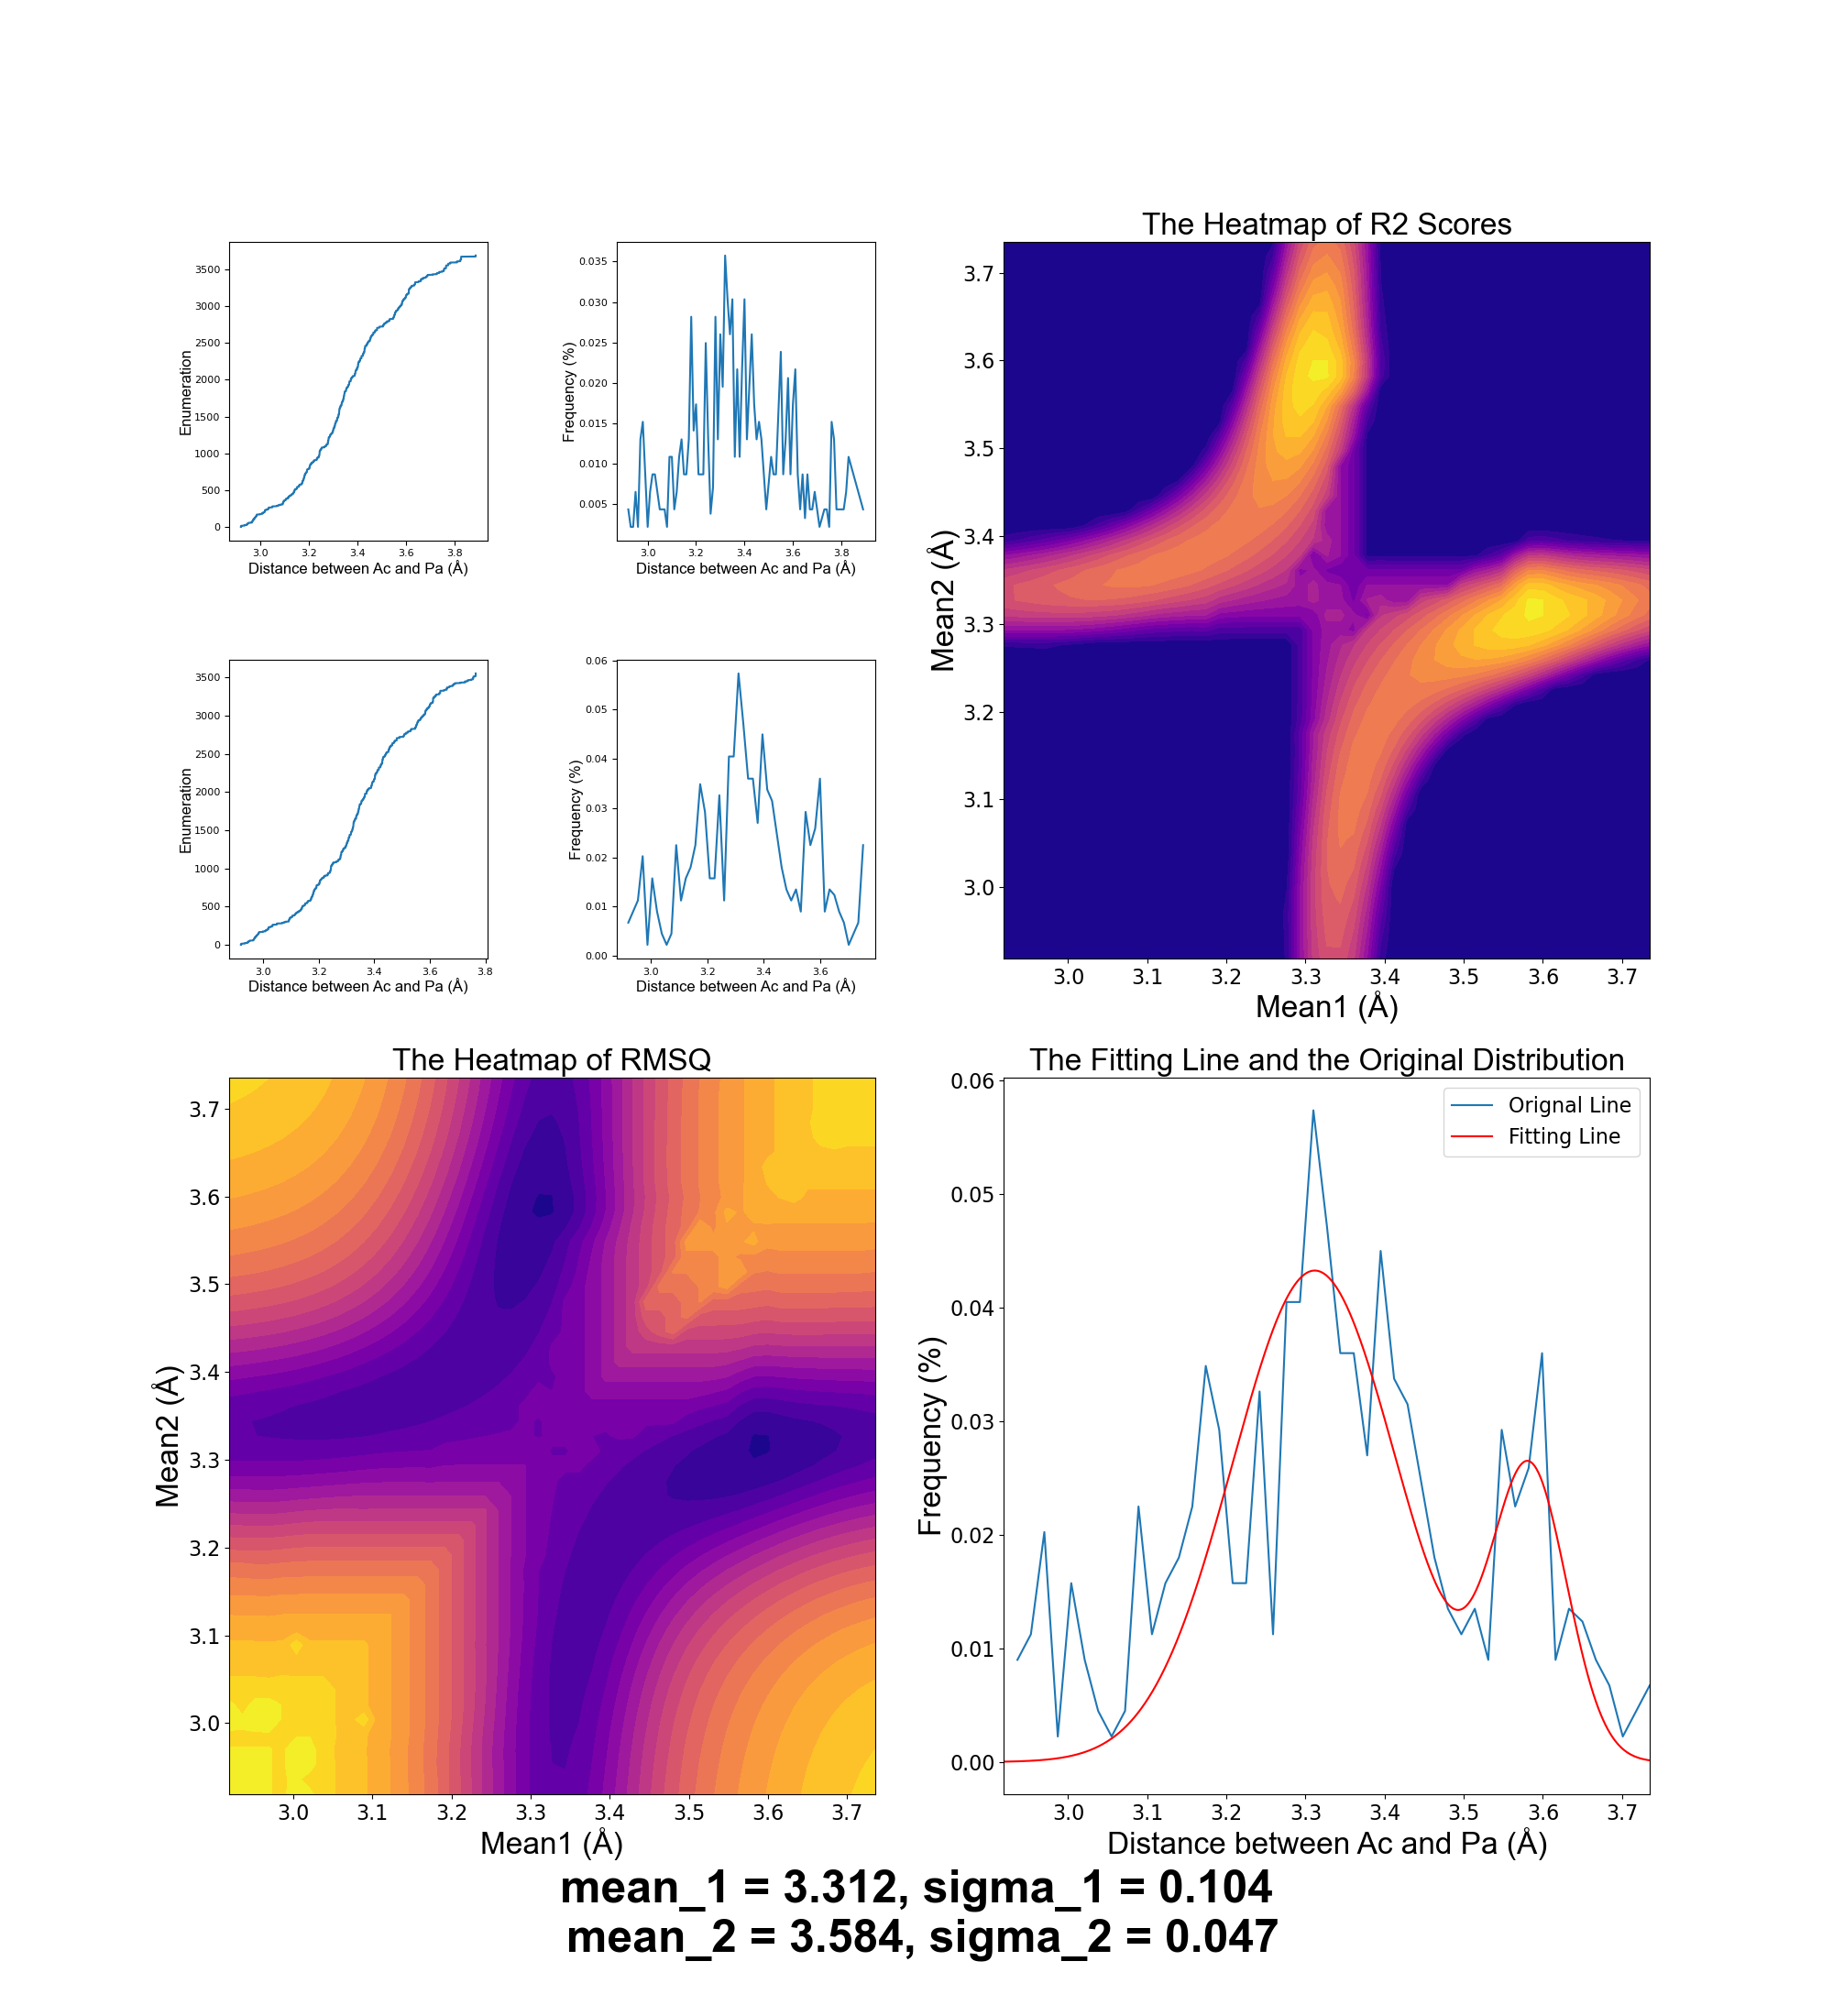 The Heatmap of R2 Scores
3500
3000
2500
2000
1500
1000
500
0
Enumeration
3.0 3.2 3.4 3.6 3.8
Distance between Ac and Pa (Å)
0.035
0.030
0.025
0.020
0.015
0.010
0.005
Frequency (%)
3.0 3.2 3.4 3.6 3.8
Distance between Ac and Pa (Å)
3.7
3.6
3.5
3.4
3.3
3.2
3.1
3.0
Mean2 (Å)
3.0 3.1 3.2 3.3 3.4 3.5 3.6 3.7
Mean1 (Å)
3500
3000
2500
2000
1500
1000
500
0
Enumeration
3.0 3.2 3.4 3.6 3.8
Distance between Ac and Pa (Å)
0.06
0.05
0.04
0.03
0.02
0.01
0.00
Frequency (%)
3.0 3.2 3.4 3.6
Distance between Ac and Pa (Å)
The Heatmap of RMSQ
3.7
3.6
3.5
3.4
3.3
3.2
3.1
3.0
Mean2 (Å)
3.0 3.1 3.2 3.3 3.4 3.5 3.6 3.7
Mean1 (Å)
The Fitting Line and the Original Distribution
Orignal Line
Fitting Line
0.06
0.05
0.04
0.03
0.02
0.01
0.00
Frequency (%)
3.0 3.1 3.2 3.3 3.4 3.5 3.6 3.7
Distance between Ac and Pa (Å)
mean_1 = 3.312, sigma_1 = 0.104
mean_2 = 3.584, sigma_2 = 0.047